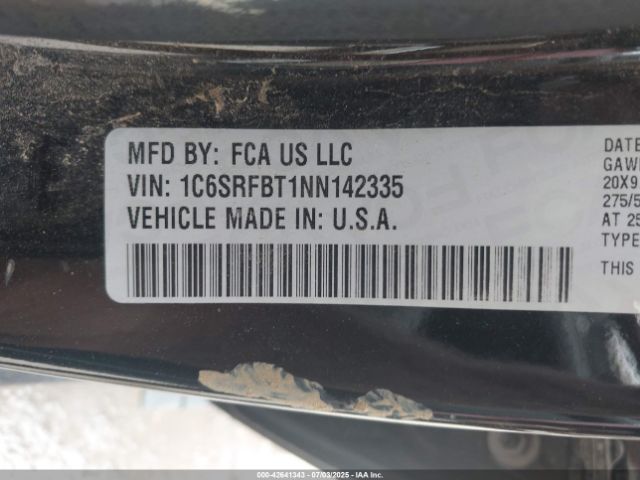 MFD BY: FCA US LLC
VIN: 1C6SRFBT1NN142335
VEHICLE MADE IN: U.S.A.
DATE
GAW
20X9
275/5
AT 25
TYPE
THIS
000-42641343 - 07/03/2025 - IAA Inc.